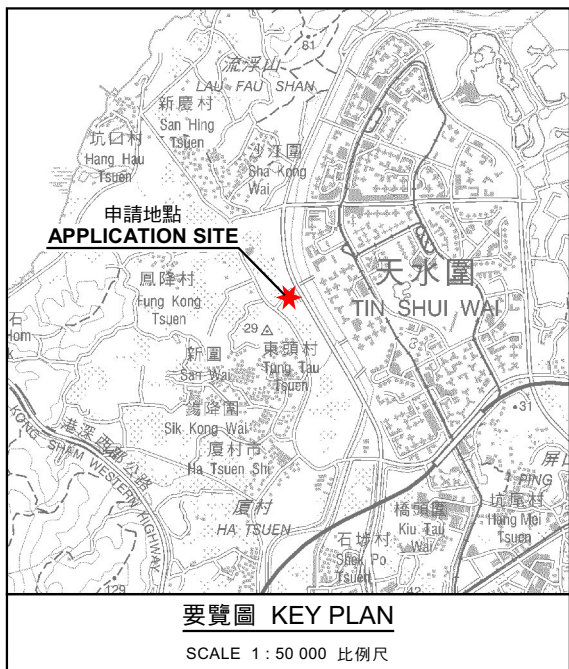 81
流浮山
LAU FAU SHAN
新慶村
San Hing
Tsuen
坑口村
Hang Hau
Tsuen
沙江圍
Sha Kong
Wai
申請地點
APPLICATION SITE
天水圍
TIN SHUI WAI
鳳降村
Fung Kong
Tsuen
石
29
東頭村
Tung Tau
Tsuen
新圍
San Wai
錫降圍
Sik Kong Wai
港深西部公路
KONG SHAM WESTERN HIGHWAY
厦村市
Ha Tsuen Shi
31
屏山
PING
坑尾村
Hang Mei
Tsuen
厦村
HA TSUEN
橋頭圍
Kiu Tau
Wai
石埗村
Shek Po
Tsuen
129
42
要覽圖 KEY PLAN
SCALE 1 : 50 000 比例尺